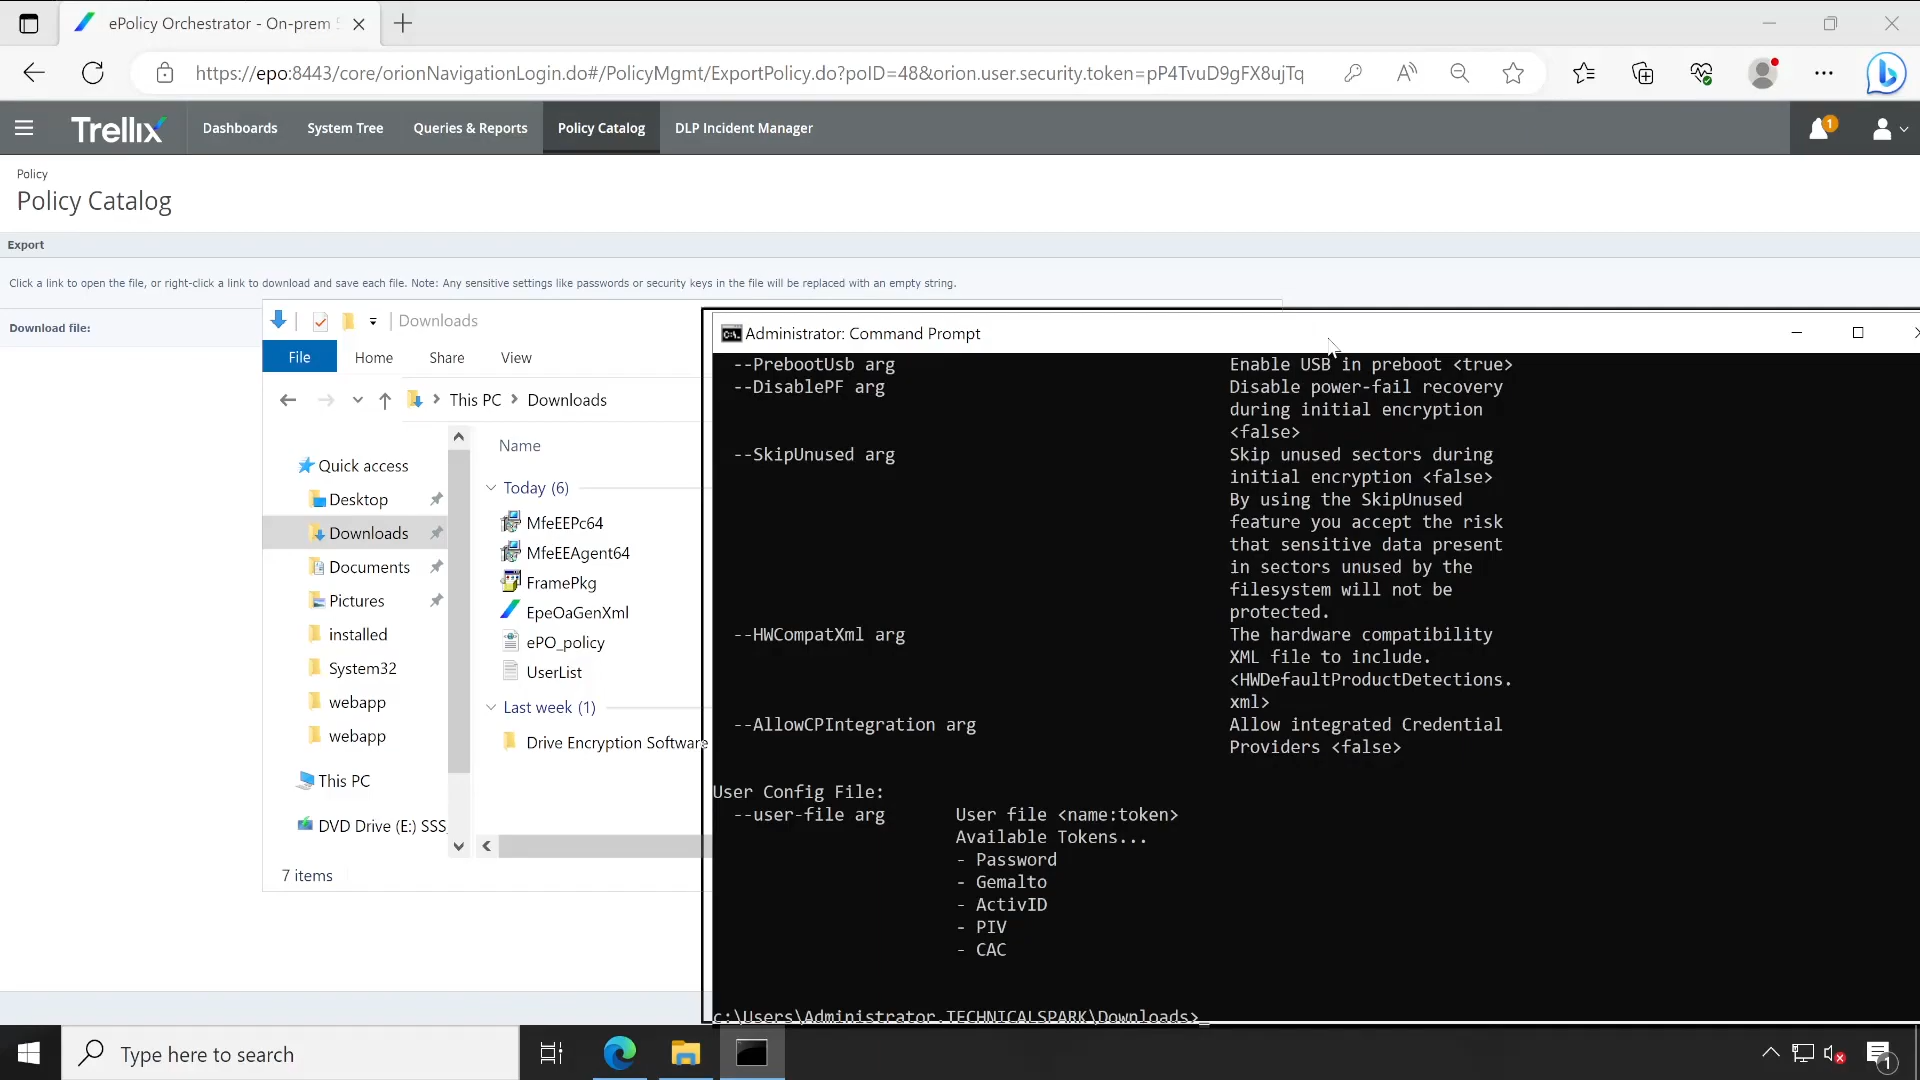 ePolicy Orchestrator - On-prem
https://epo:8443/core/orionNavigationLogin.do#/PolicyMgmt/ExportPolicy.do?poID=48&orion.user.security.token=pP4TvuD9gFX8ujTq
Trellix
Dashboards
System Tree
Queries & Reports
Policy Catalog
DLP Incident Manager
1
Policy
Policy Catalog
Export
Click a link to open the file, or right-click a link to download and save each file. Note: Any sensitive settings like passwords or security keys in the file will be replaced with an empty string.
Download file:
Downloads
File
Home
Share
View
This PC > Downloads
Quick access
Desktop
Downloads
Documents
Pictures
installed
System32
webapp
webapp
This PC
DVD Drive (E:) SSS
Name
Today (6)
MfeEEPc64
MfeEEAgent64
FramePkg
EpeOaGenXml
ePO_policy
UserList
Last week (1)
Drive Encryption Software
7 items
Administrator: Command Prompt
--PrebootUsb arg Enable USB in preboot <true>
--DisablePF arg Disable power-fail recovery
during initial encryption
<false>
--SkipUnused arg Skip unused sectors during
initial encryption <false>
By using the SkipUnused
feature you accept the risk
that sensitive data present
in sectors unused by the
filesystem will not be
protected.
--HWCompatXml arg The hardware compatibility
XML file to include.
<HWDefaultProductDetections.
xml>
--AllowCPIntegration arg Allow integrated Credential
Providers <false>
User Config File:
--user-file arg User file <name:token>
Available Tokens...
- Password
- Gemalto
- ActivID
- PIV
- CAC
c:\Users\Administrator.TECHNICALSPARK\Downloads>_
Type here to search
1